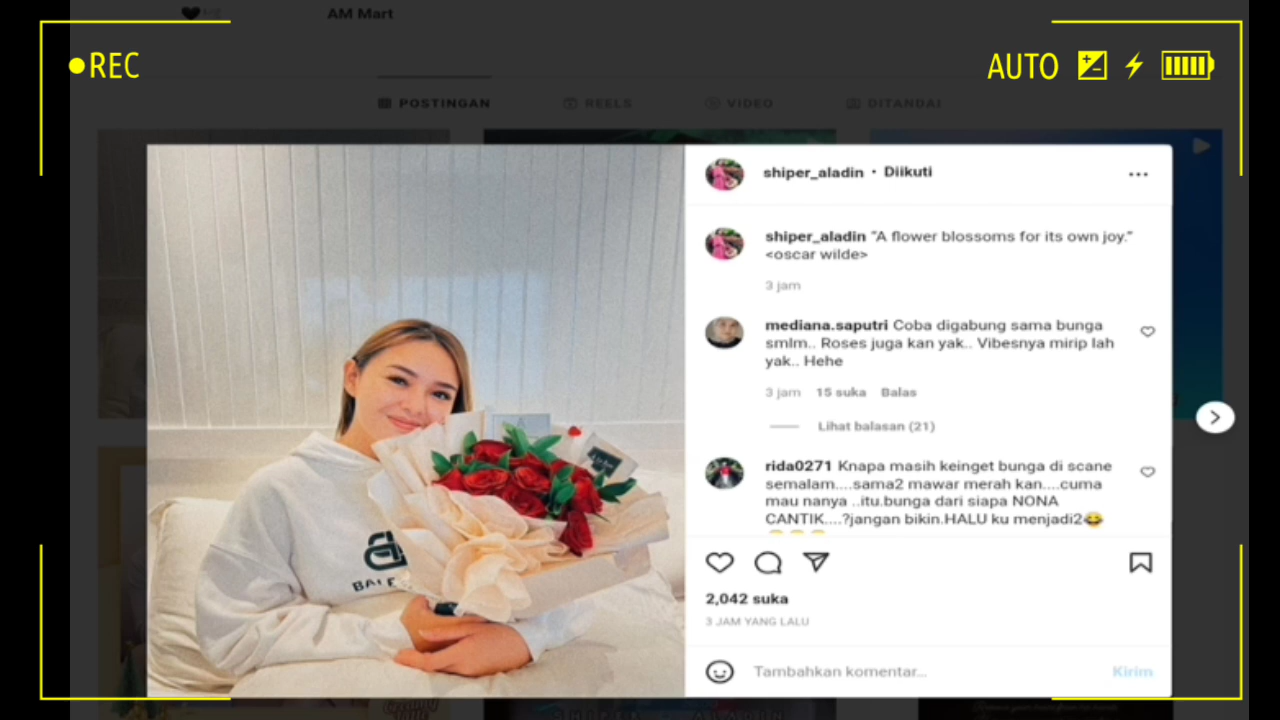 AM Mart
REC
AUTO
POSTINGAN
REELS
VIDEO
DITANDAI
shiper_aladin • Diikuti
shiper_aladin "A flower blossoms for its own joy."
<oscar wilde>
3 jam
mediana.saputri Coba digabung sama bunga
smlm.. Roses juga kan yak.. Vibesnya mirip lah
yak.. Hehe
3 jam 15 suka Balas
Lihat balasan (21)
rida0271 Knapa masih keinget bunga di scane
semalam....sama2 mawar merah kan....cuma
mau nanya ..itu.bunga dari siapa NONA
CANTIK....?jangan bikin.HALU ku menjadi2😂
2,042 suka
3 JAM YANG LALU
Tambahkan komentar...
Kirim